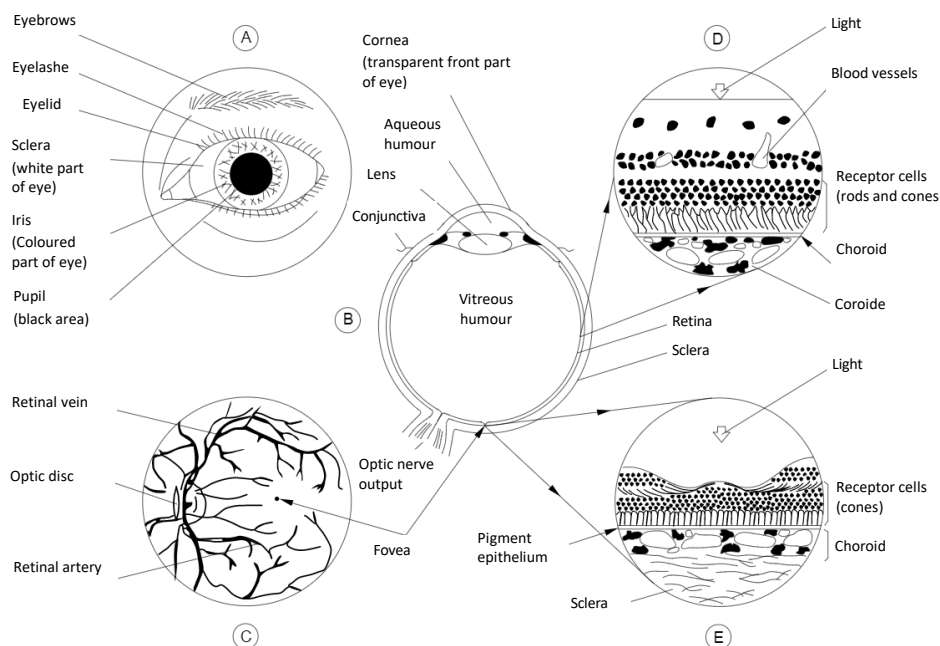 Eyebrows
A
Eyelashe
Eyelid
Sclera
(white part
of eye)
Iris
(Coloured
part of eye)
Pupil
(black area)
Cornea
(transparent front part
of eye)
Aqueous
humour
Lens
Conjunctiva
B
Vitreous
humour
Retina
Sclera
Optic nerve
output
Fovea
D
Light
Blood vessels
Receptor cells
(rods and cones)
Choroid
Coroide
Retinal vein
Optic disc
Retinal artery
C
Light
Receptor cells
(cones)
Pigment
epithelium
Choroid
Sclera
E